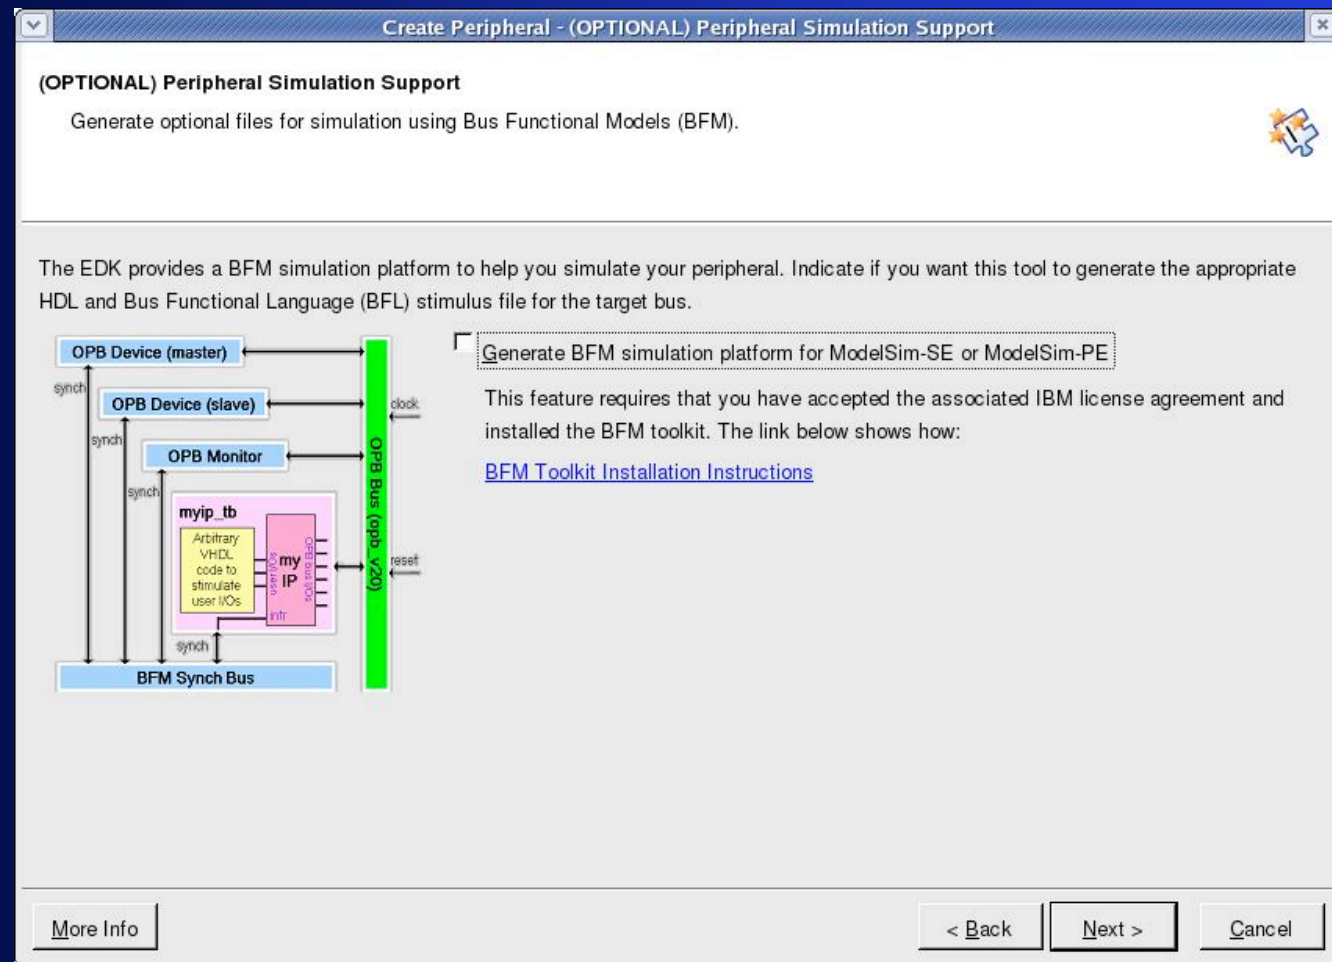 Create Peripheral - (OPTIONAL) Peripheral Simulation Support
(OPTIONAL) Peripheral Simulation Support
Generate optional files for simulation using Bus Functional Models (BFM).
The EDK provides a BFM simulation platform to help you simulate your peripheral. Indicate if you want this tool to generate the appropriate
HDL and Bus Functional Language (BFL) stimulus file for the target bus.
OPB Device (master)
synch
OPB Device (slave)
clock
synch
OPB Monitor
synch
OPB Bus (opb_v20)
myip_tb
Arbitrary
VHDL
code to
stimulate
user I/Os
user I/Os
my
IP
OPB bus I/Os
intr
reset
synch
BFM Synch Bus
Generate BFM simulation platform for ModelSim-SE or ModelSim-PE
This feature requires that you have accepted the associated IBM license agreement and
installed the BFM toolkit. The link below shows how:
BFM Toolkit Installation Instructions
More Info
< Back
Next >
Cancel